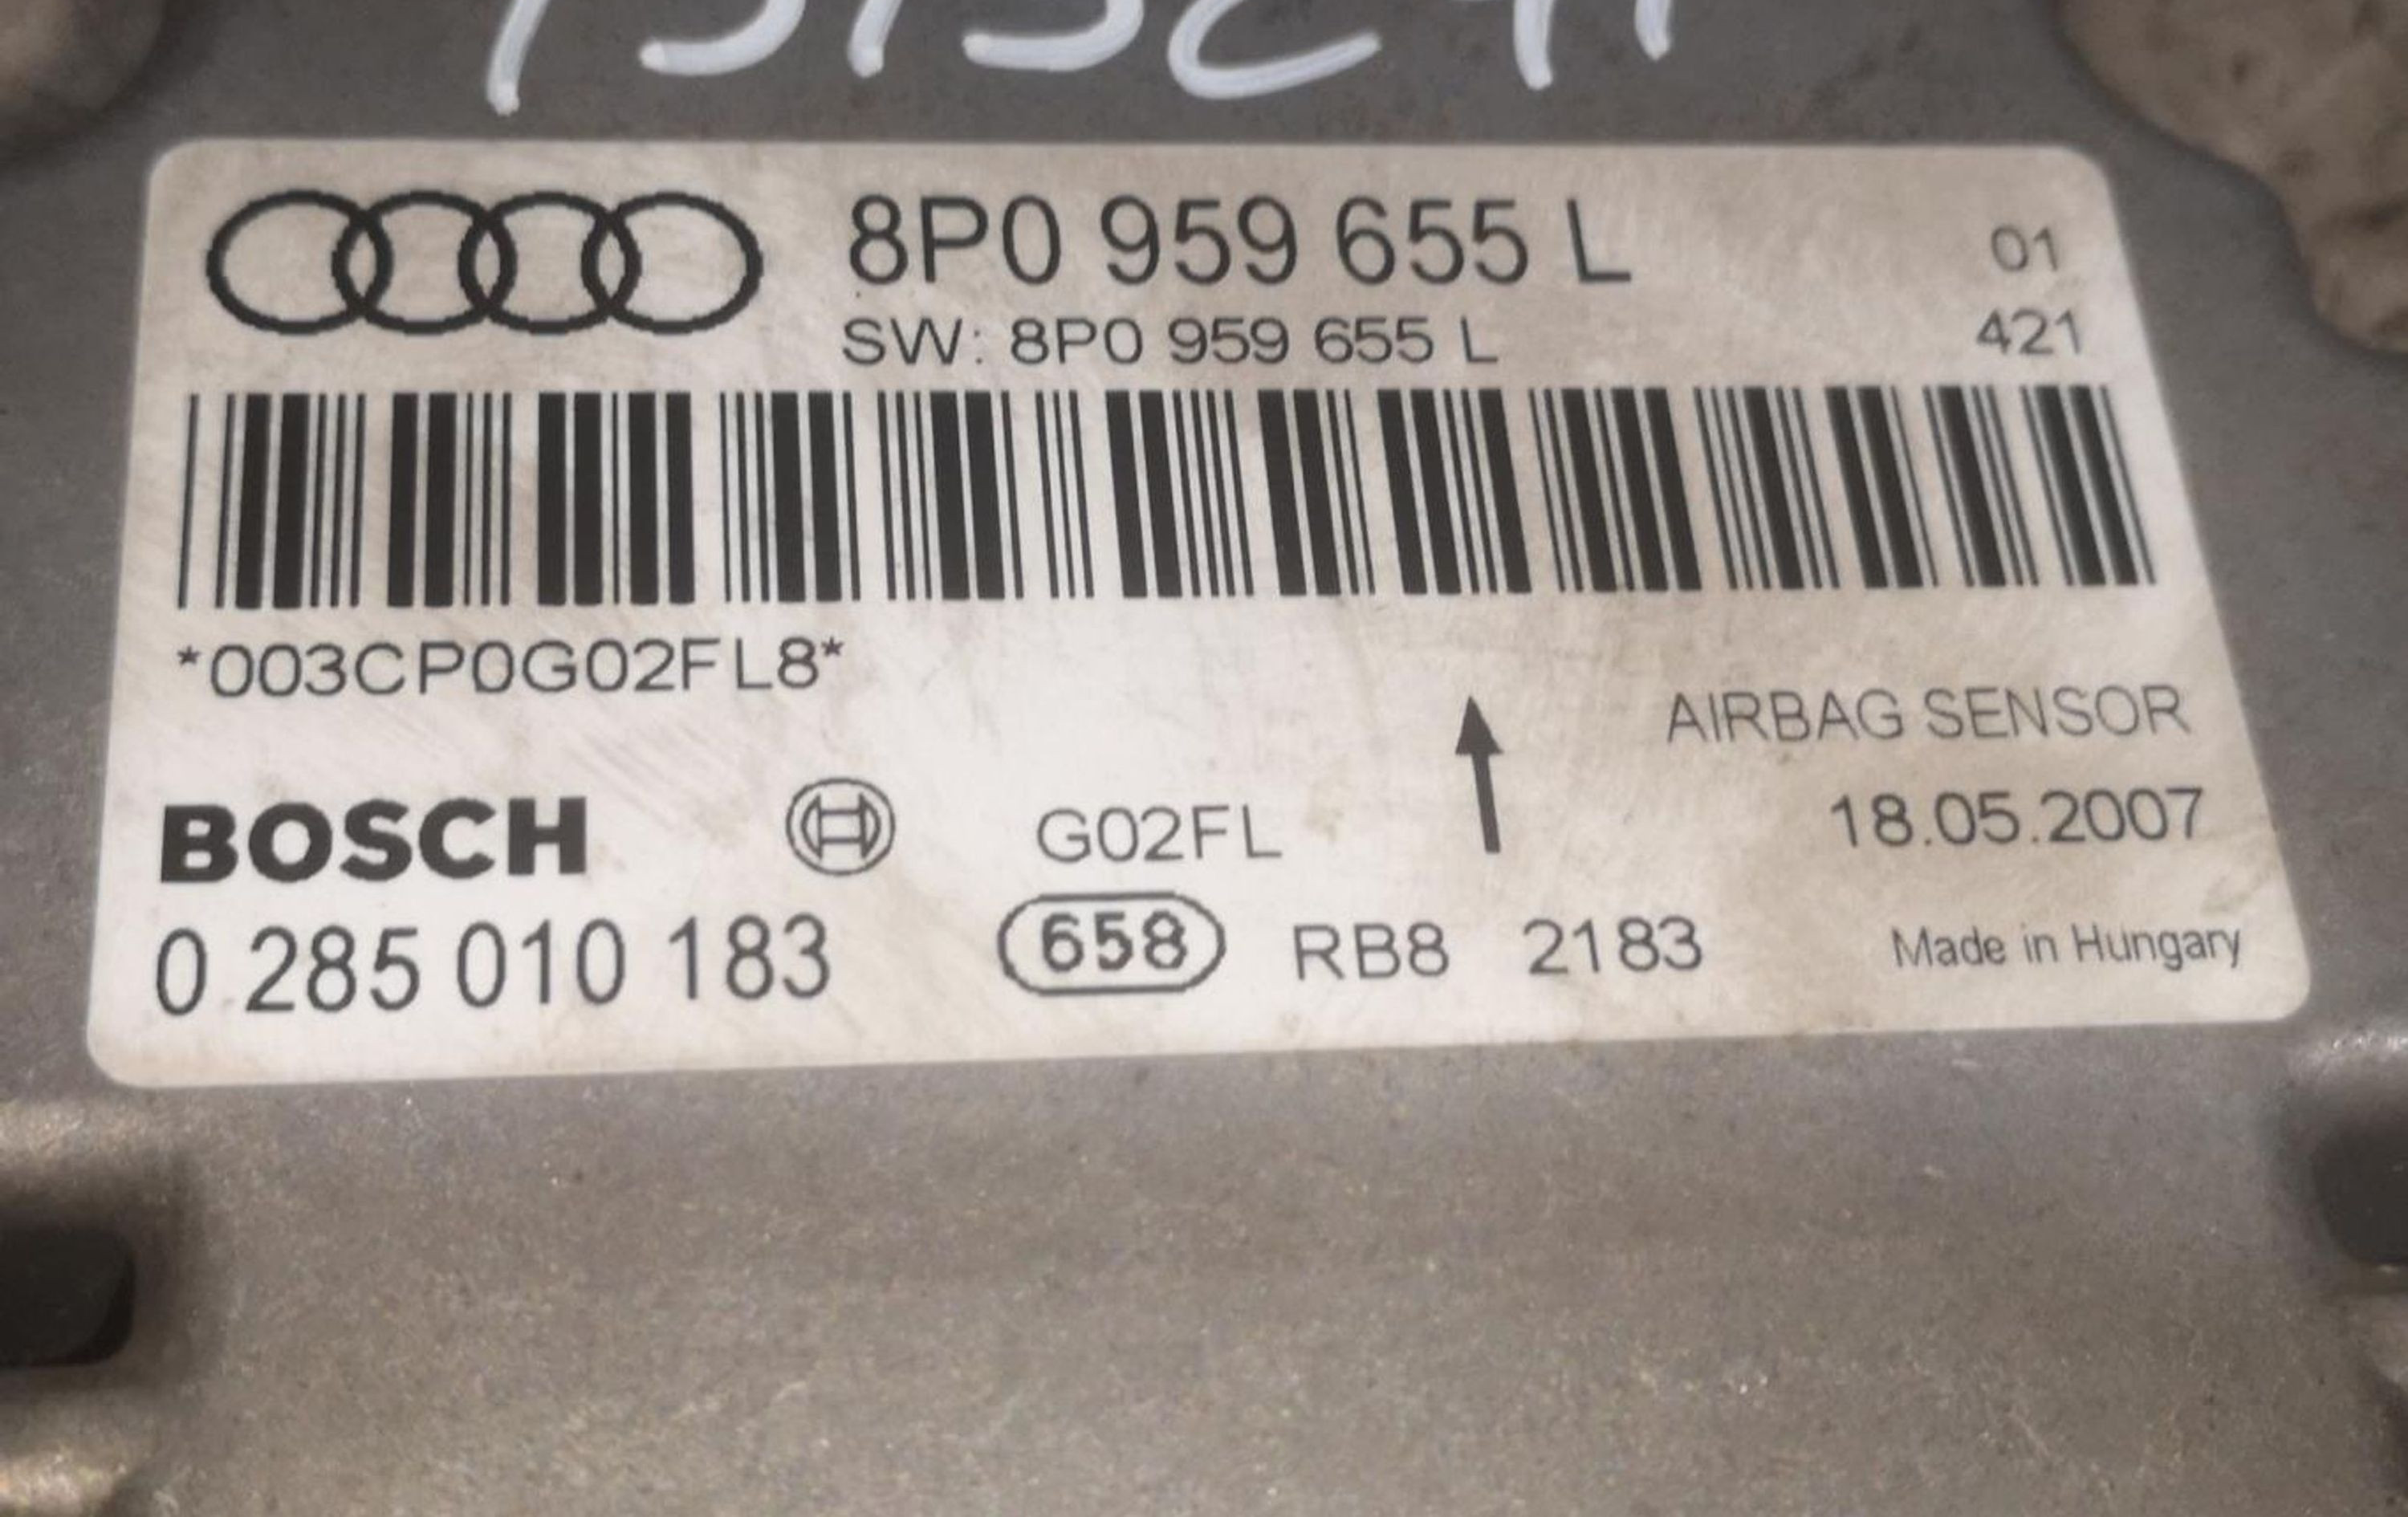 8P0 959 655 L
01
SW: 8P0 959 655 L
421
*003CP0G02FL8*
AIRBAG SENSOR
BOSCH
G02FL
18.05.2007
0 285 010 183
658
RB8
2183
Made in Hungary